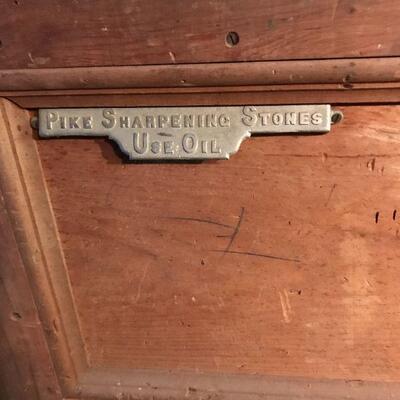 PIKE SHARPENING STONES
USE OIL